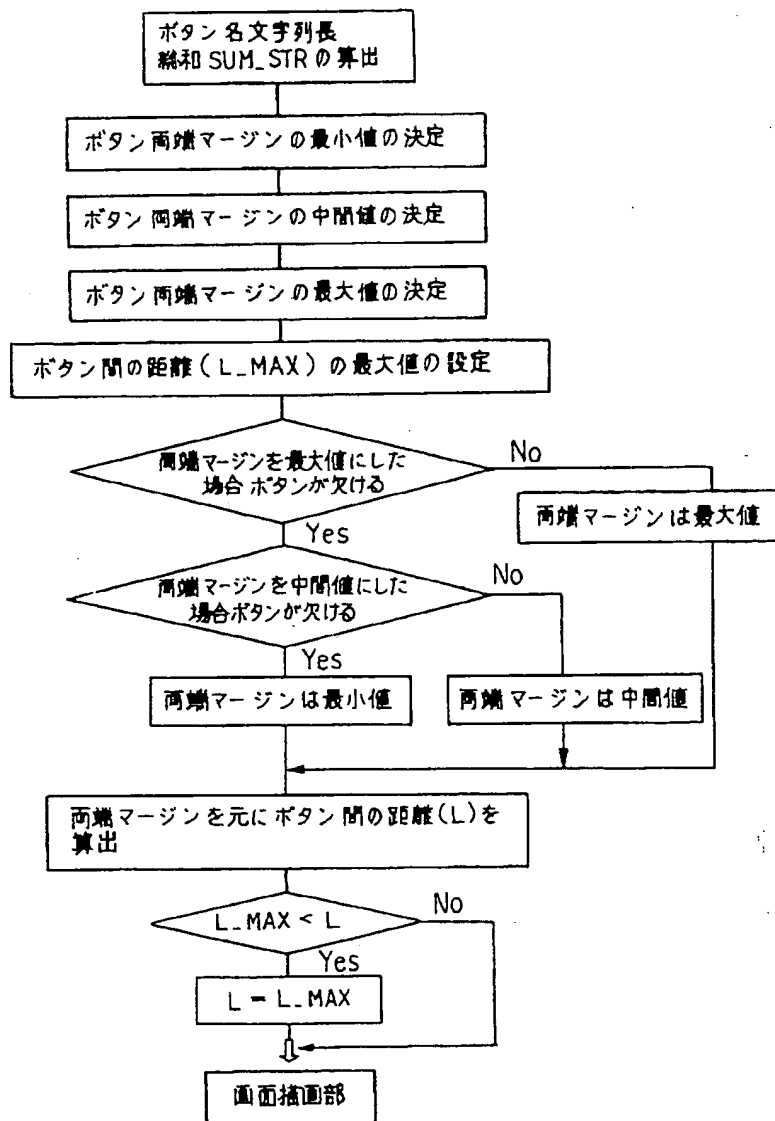 ボタン名文字列長
総和SUM_STRの算出
ボタン両端マージンの最小値の決定
ボタン両端マージンの中間値の決定
ボタン両端マージンの最大値の決定
ボタン間の距離(L_MAX)の最大値の設定
両端マージンを最大値にした
場合ボタンが欠ける
No
両端マージンは最大値
Yes
両端マージンを中間値にした
場合ボタンが欠ける
No
Yes
両端マージンは最小値
両端マージンは中間値
両端マージンを元にボタン間の距離(L)を
算出
L_MAX < L
No
Yes
L = L_MAX
画面描画部